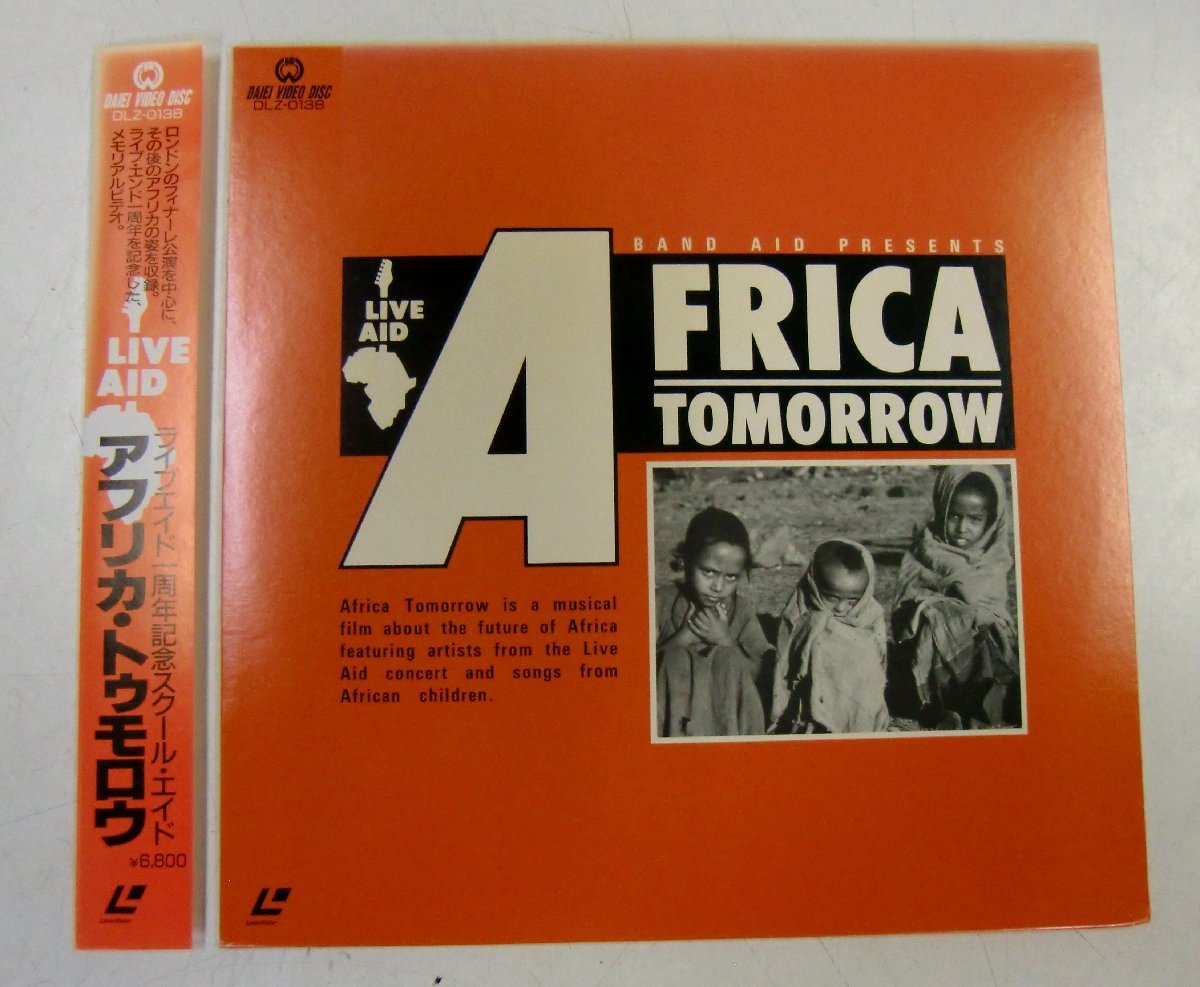 DAIEI VIDEO DISC
DLZ-0138
ロンドンのフィナーレ公演を中心に、
その後のアフリカの姿を収録。
ライブ・エンド一周年を記念した、
メモリアルビデオ。
LIVE
AID
ライブ・エイド一周年記念スクール・エイド
アフリカ・トゥモロウ
¥6,800
LaserVision
DAIEI VIDEO DISC
DLZ-0138
BAND AID PRESENTS
AFRICA
TOMORROW
LIVE
AID
Africa Tomorrow is a musical
film about the future of Africa
featuring artists from the Live
Aid concert and songs from
African children.
LaserVision